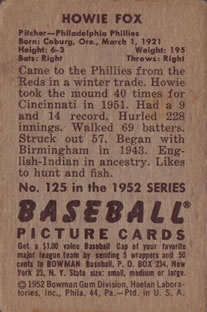 HOWIE FOX
Pitcher—Philadelphia Phillies
Born: Coburg, Ore., March 1, 1921
Height: 6-3 Weight: 195
Bats: Right Throws: Right
Came to the Phillies from
the Reds in a winter trade. Howie
took the mound 40 times for
Cincinnati in 1951. Had a 9
and 14 record. Hurled 228
innings. Walked 69 batters.
Struck out 57. Began with
Birmingham in 1943. Eng-
lish-Indian in ancestry. Likes
to hunt and fish.
No. 125 in the 1952 SERIES
BASEBALL®
PICTURE CARDS
Get a $1.00 value Baseball Cap of your favorite
major league team by sending 5 wrappers and 50
cents to BOWMAN Baseball, P. O. BOX 234, New
York 23, N. Y. State size: small, medium or large.
©1952 Bowman Gum Division, Haelan Labora-
tories, Inc., Phila. 44, Pa.—Ptd. in U. S. A.